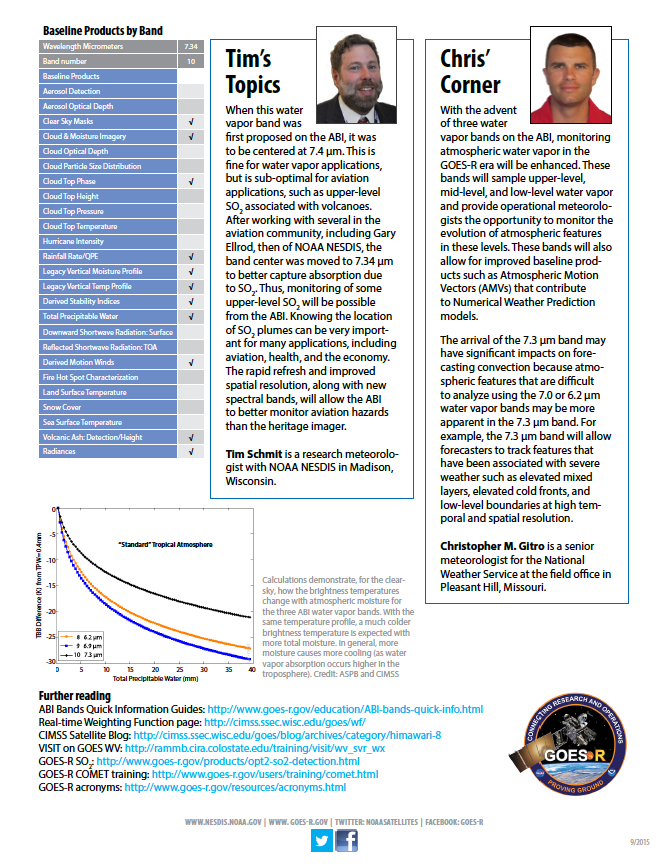 Baseline Products by Band
Wavelength Micrometers 7.34
Band number 10
Baseline Products
Aerosol Detection
Aerosol Optical Depth
Clear Sky Masks √
Cloud & Moisture Imagery √
Cloud Optical Depth
Cloud Particle Size Distribution
Cloud Top Phase √
Cloud Top Height
Cloud Top Pressure
Cloud Top Temperature
Hurricane Intensity
Rainfall Rate/QPE √
Legacy Vertical Moisture Profile √
Legacy Vertical Temp Profile √
Derived Stability Indices √
Total Precipitable Water √
Downward Shortwave Radiation: Surface
Reflected Shortwave Radiation: TOA
Derived Motion Winds √
Fire Hot Spot Characterization
Land Surface Temperature
Snow Cover
Sea Surface Temperature
Volcanic Ash: Detection/Height √
Radiances √
Tim's
Topics
When this water
vapor band was
first proposed on the ABI, it was
to be centered at 7.4 µm. This is
fine for water vapor applications,
but is sub-optimal for aviation
applications, such as upper-level
SO2 associated with volcanoes.
After working with several in the
aviation community, including Gary
Ellrod, then of NOAA NESDIS, the
band center was moved to 7.34 µm
to better capture absorption due
to SO2. Thus, monitoring of some
upper-level SO2 will be possible
from the ABI. Knowing the location
of SO2 plumes can be very import-
ant for many applications, including
aviation, health, and the economy.
The rapid refresh and improved
spatial resolution, along with new
spectral bands, will allow the ABI
to better monitor aviation hazards
than the heritage imager.
Tim Schmit is a research meteorolo-
gist with NOAA NESDIS in Madison,
Wisconsin.
Chris'
Corner
With the advent
of three water
vapor bands on the ABI, monitoring
atmospheric water vapor in the
GOES-R era will be enhanced. These
bands will sample upper-level,
mid-level, and low-level water vapor
and provide operational meteorolo-
gists the opportunity to monitor the
evolution of atmospheric features
in these levels. These bands will also
allow for improved baseline prod-
ucts such as Atmospheric Motion
Vectors (AMVs) that contribute
to Numerical Weather Prediction
models.
The arrival of the 7.3 µm band may
have significant impacts on fore-
casting convection because atmo-
spheric features that are difficult
to analyze using the 7.0 or 6.2 µm
water vapor bands may be more
apparent in the 7.3 µm band. For
example, the 7.3 µm band will allow
forecasters to track features that
have been associated with severe
weather such as elevated mixed
layers, elevated cold fronts, and
low-level boundaries at high tem-
poral and spatial resolution.
Christopher M. Gitro is a senior
meteorologist for the National
Weather Service at the field office in
Pleasant Hill, Missouri.
TBB Difference (K) from TPW=0.4mm
0
-5
-10
-15
-20
-25
-30
"Standard" Tropical Atmosphere
8 6.2 µm
9 6.9 µm
10 7.3 µm
0 5 10 15 20 25 30 35 40
Total Precipitable Water (mm)
Calculations demonstrate, for the clear-
sky, how the brightness temperatures
change with atmospheric moisture for
the three ABI water vapor bands. With the
same temperature profile, a much colder
brightness temperature is expected with
more total moisture. In general, more
moisture causes more cooling (as water
vapor absorption occurs higher in the
troposphere). Credit: ASPB and CIMSS
Further reading
ABI Bands Quick Information Guides: http://www.goes-r.gov/education/ABI-bands-quick-info.html
Real-time Weighting Function page: http://cimss.ssec.wisc.edu/goes/wf/
CIMSS Satellite Blog: http://cimss.ssec.wisc.edu/goes/blog/archives/category/himawari-8
VISIT on GOES WV: http://rammb.cira.colostate.edu/training/visit/wv_svr_wx
GOES-R SO2: http://www.goes-r.gov/products/opt2-so2-detection.html
GOES-R COMET training: http://www.goes-r.gov/users/training/comet.html
GOES-R acronyms: http://www.goes-r.gov/resources/acronyms.html
CONNECTING RESEARCH AND OPERATIONS
GOES R
PROVING GROUND
WWW.NESDIS.NOAA.GOV | WWW. GOES-R.GOV | TWITTER: NOAASATELLITES | FACEBOOK: GOES-R
9/2015